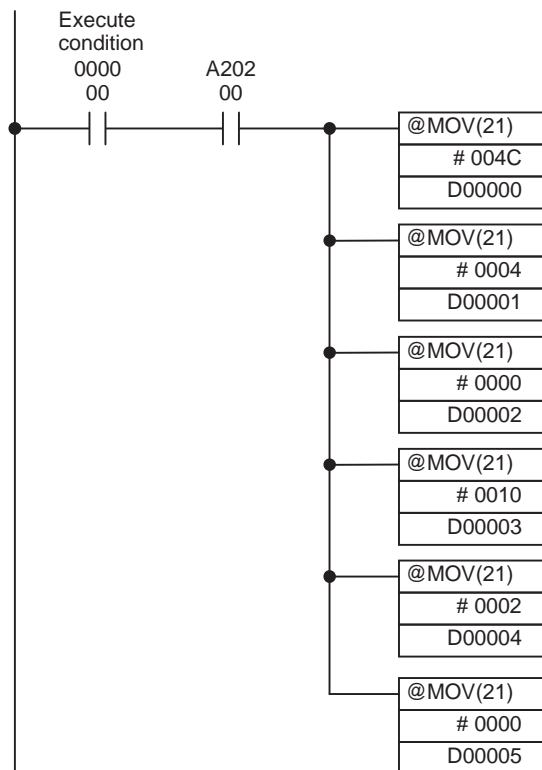 Execute
condition
0000
00
A202
00
@MOV(21)
# 004C
D00000
@MOV(21)
# 0004
D00001
@MOV(21)
# 0000
D00002
@MOV(21)
# 0010
D00003
@MOV(21)
# 0002
D00004
@MOV(21)
# 0000
D00005